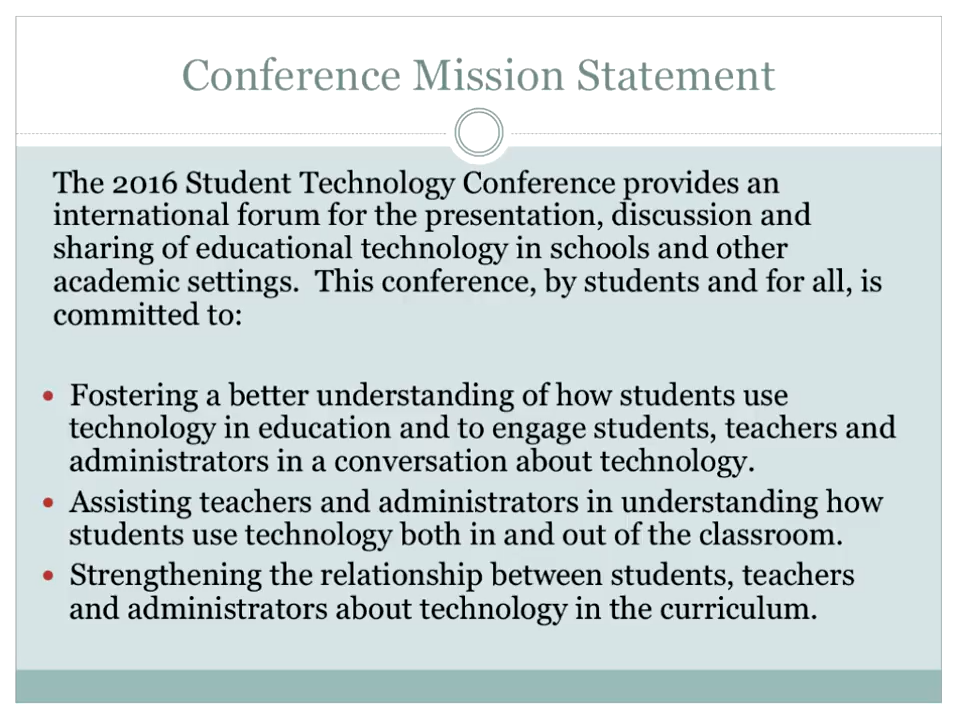 Conference Mission Statement
The 2016 Student Technology Conference provides an
international forum for the presentation, discussion and
sharing of educational technology in schools and other
academic settings.  This conference, by students and for all, is
committed to:
• Fostering a better understanding of how students use
technology in education and to engage students, teachers and
administrators in a conversation about technology.
• Assisting teachers and administrators in understanding how
students use technology both in and out of the classroom.
• Strengthening the relationship between students, teachers
and administrators about technology in the curriculum.